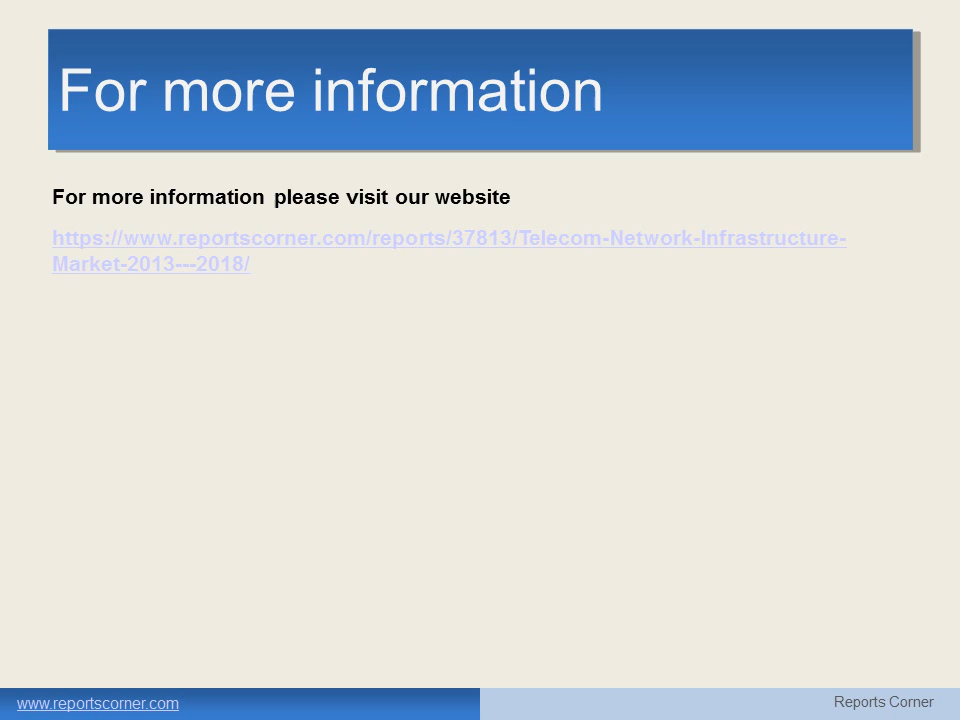 For more information
For more information please visit our website
https://www.reportscorner.com/reports/37813/Telecom-Network-Infrastructure-
Market-2013---2018/
www.reportscorner.com
Reports Corner